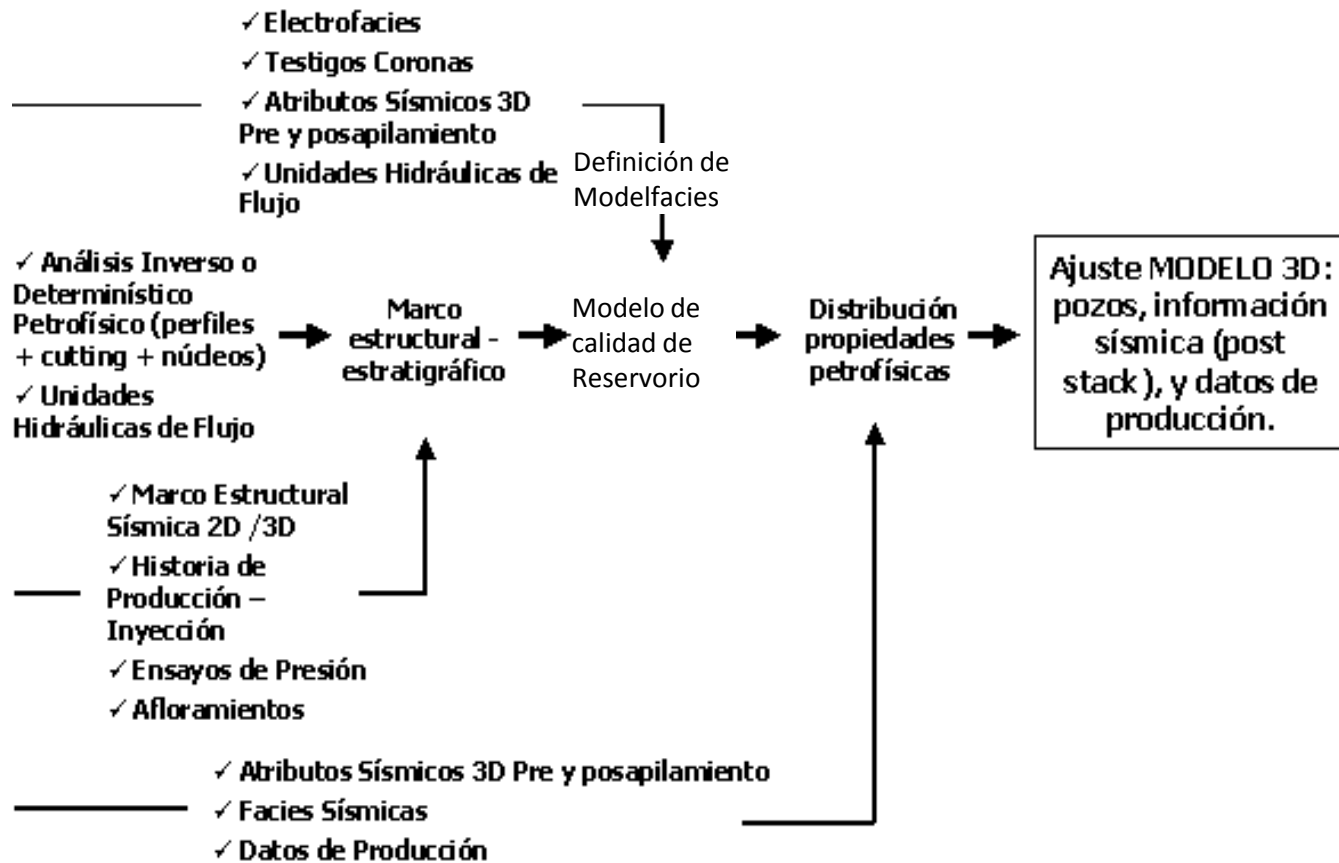 ✓ Electrofacies
✓ Testigos Coronas
✓ Atributos Sísmicos 3D
Pre y posapilamiento
✓ Unidades Hidráulicas de
Flujo
Definición de
Modelfacies
✓ Análisis Inverso o
Determinístico
Petrofísico (perfiles
+ cutting + núcleos)
✓ Unidades
Hidráulicas de Flujo
Marco
estructural -
estratigráfico
Modelo de
calidad de
Reservorio
Distribución
propiedades
petrofísicas
Ajuste MODELO 3D:
pozos, información
sísmica (post
stack ), y datos de
producción.
✓ Marco Estructural
Sísmica 2D /3D
✓ Historia de
Producción –
Inyección
✓ Ensayos de Presión
✓ Afloramientos
✓ Atributos Sísmicos 3D Pre y posapilamiento
✓ Facies Sísmicas
✓ Datos de Producción